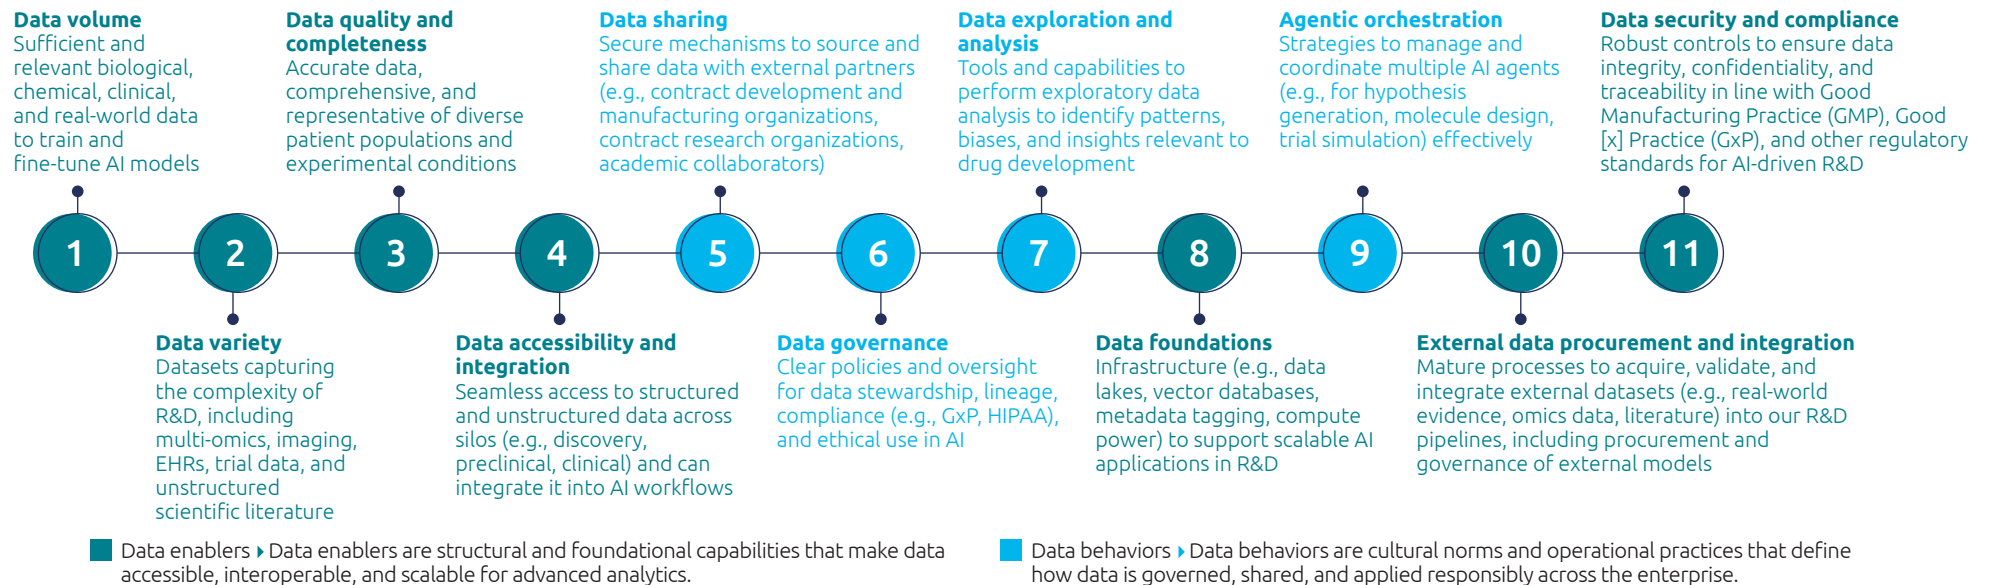 Data volume
Sufficient and
relevant biological,
chemical, clinical,
and real-world data
to train and
fine-tune AI models
Data quality and
completeness
Accurate data,
comprehensive, and
representative of diverse
patient populations and
experimental conditions
Data sharing
Secure mechanisms to source and
share data with external partners
(e.g., contract development and
manufacturing organizations,
contract research organizations,
academic collaborators)
Data exploration and
analysis
Tools and capabilities to
perform exploratory data
analysis to identify patterns,
biases, and insights relevant to
drug development
Agentic orchestration
Strategies to manage and
coordinate multiple AI agents
(e.g., for hypothesis
generation, molecule design,
trial simulation) effectively
Data security and compliance
Robust controls to ensure data
integrity, confidentiality, and
traceability in line with Good
Manufacturing Practice (GMP), Good
[x] Practice (GxP), and other regulatory
standards for AI-driven R&D
1
2
3
4
5
6
7
8
9
10
11
Data variety
Datasets capturing
the complexity of
R&D, including
multi-omics, imaging,
EHRs, trial data, and
unstructured
scientific literature
Data accessibility and
integration
Seamless access to structured
and unstructured data across
silos (e.g., discovery,
preclinical, clinical) and can
integrate it into AI workflows
Data governance
Clear policies and oversight
for data stewardship, lineage,
compliance (e.g., GxP, HIPAA),
and ethical use in AI
Data foundations
Infrastructure (e.g., data
lakes, vector databases,
metadata tagging, compute
power) to support scalable AI
applications in R&D
External data procurement and integration
Mature processes to acquire, validate, and
integrate external datasets (e.g., real-world
evidence, omics data, literature) into our R&D
pipelines, including procurement and
governance of external models
Data enablers ▸ Data enablers are structural and foundational capabilities that make data
accessible, interoperable, and scalable for advanced analytics.
Data behaviors ▸ Data behaviors are cultural norms and operational practices that define
how data is governed, shared, and applied responsibly across the enterprise.